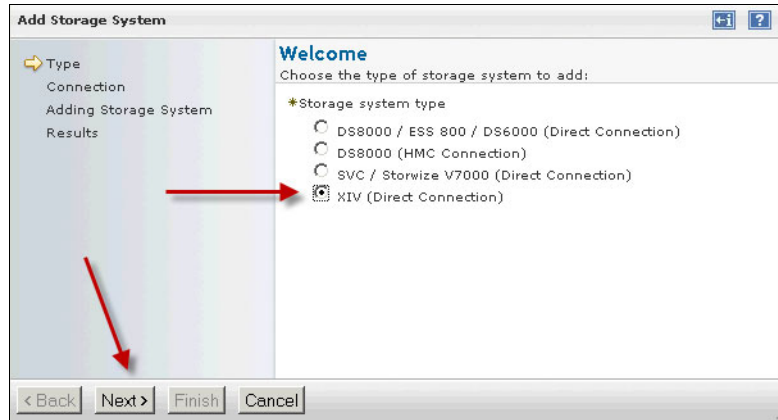 Add Storage System
?
Type
Connection
Adding Storage System
Results
Welcome
Choose the type of storage system to add:
*Storage system type
DS8000 / ESS 800 / DS6000 (Direct Connection)
DS8000 (HMC Connection)
SVC / Storwize V7000 (Direct Connection)
XIV (Direct Connection)
< Back
Next >
Finish
Cancel